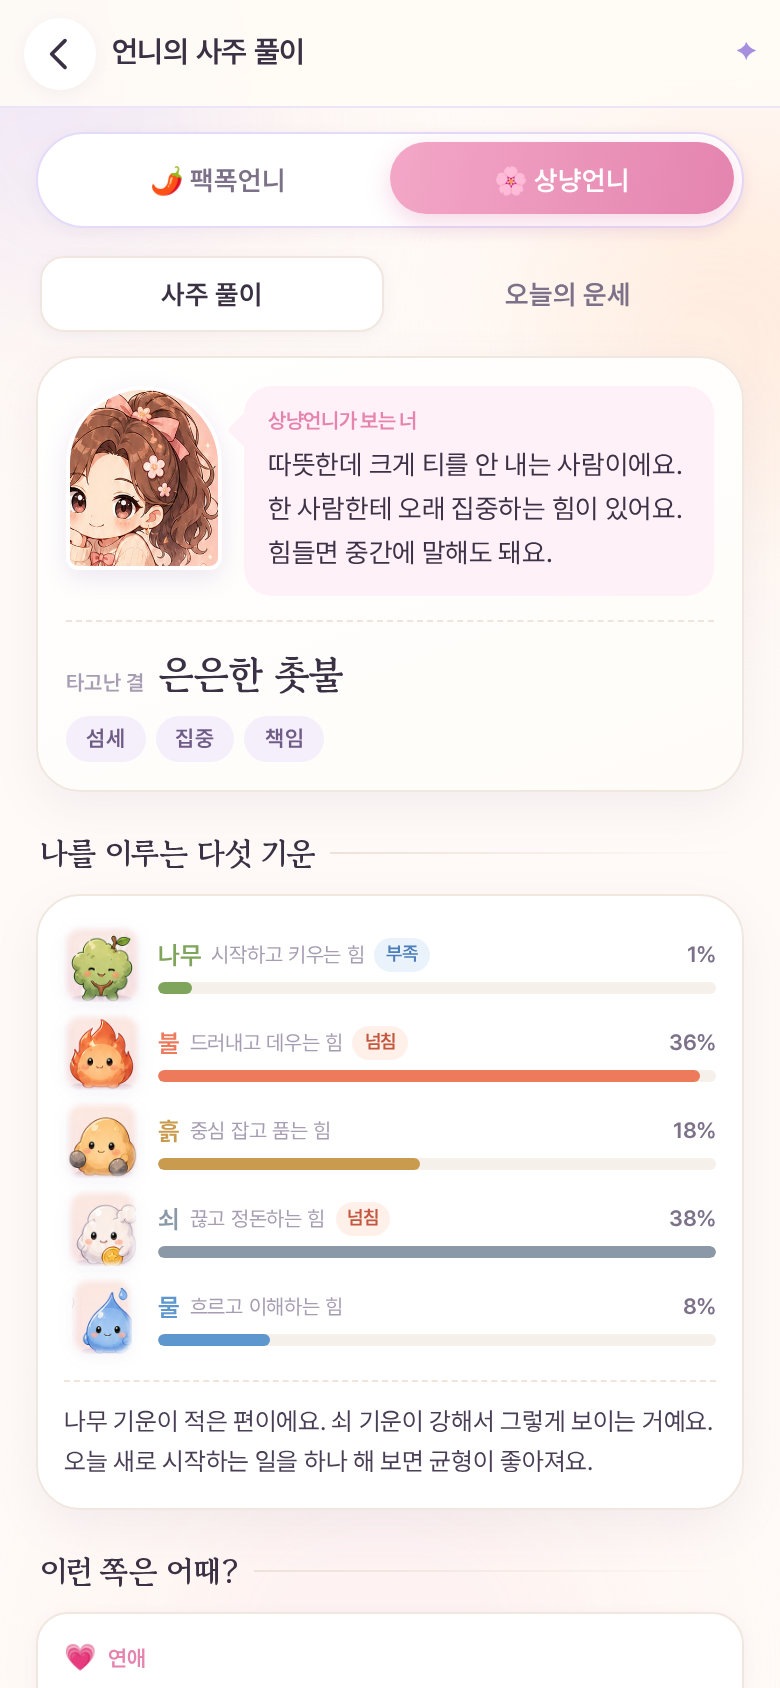 언니의 사주 풀이
팩폭언니
상냥언니
사주 풀이
오늘의 운세
상냥언니가 보는 너
따뜻한데 크게 티를 안 내는 사람이에요.
한 사람한테 오래 집중하는 힘이 있어요.
힘들면 중간에 말해도 돼요.
타고난 결 은은한 촛불
섬세 집중 책임
나를 이루는 다섯 기운
나무 시작하고 키우는 힘 부족 1%
불 드러내고 데우는 힘 넘침 36%
흙 중심 잡고 품는 힘 18%
쇠 끊고 정돈하는 힘 넘침 38%
물 흐르고 이해하는 힘 8%
나무 기운이 적은 편이에요. 쇠 기운이 강해서 그렇게 보이는 거예요.
오늘 새로 시작하는 일을 하나 해 보면 균형이 좋아져요.
이런 쪽은 어때?
연애